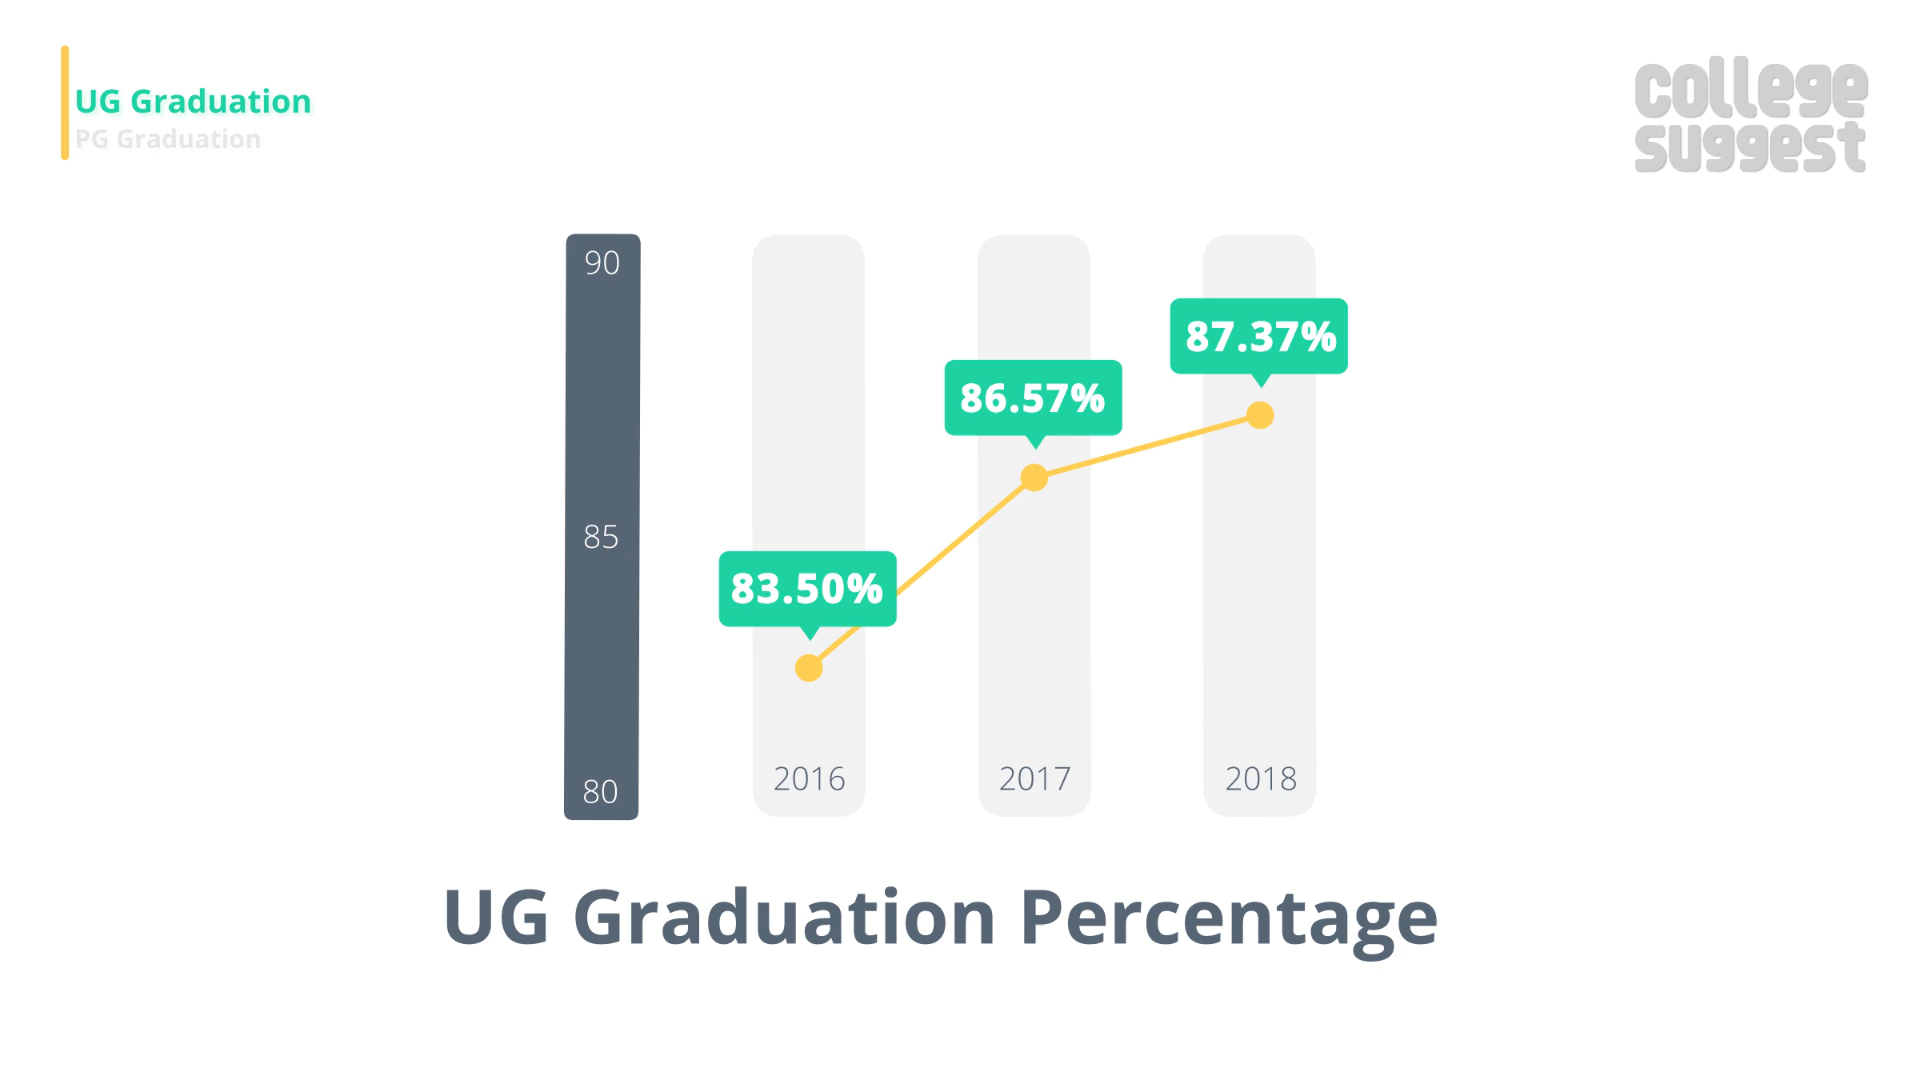 UG Graduation
PG Graduation
college
suggest
90
87.37%
86.57%
85
83.50%
80
2016
2017
2018
UG Graduation Percentage